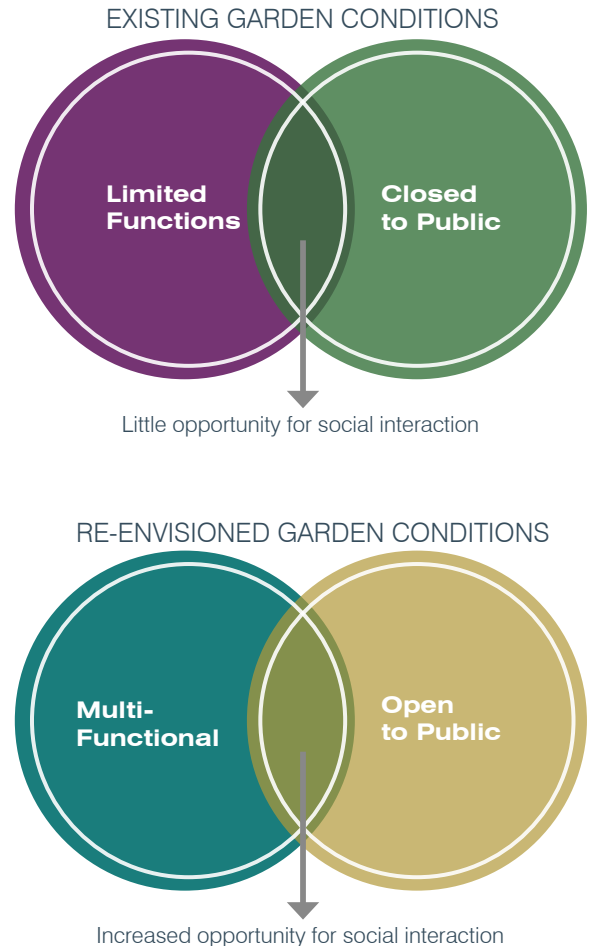 EXISTING GARDEN CONDITIONS
Limited
Functions
Closed
to Public
Little opportunity for social interaction
RE-ENVISIONED GARDEN CONDITIONS
Multi-
Functional
Open
to Public
Increased opportunity for social interaction